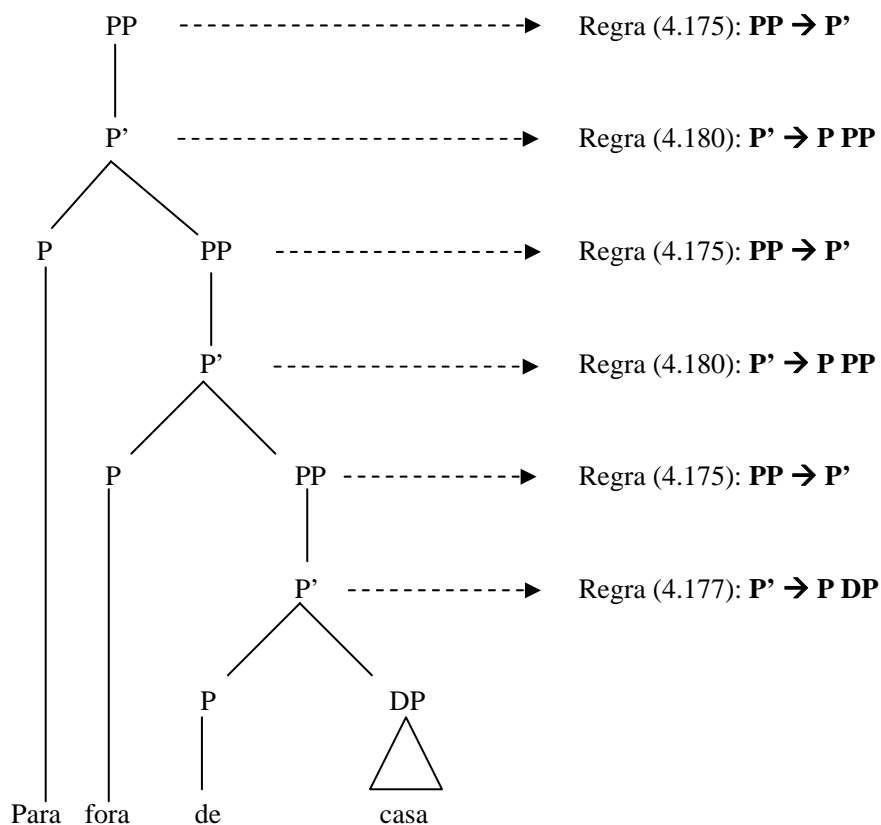 PP Regra (4.175): PP → P’
P’ Regra (4.180): P’ → P PP
P PP Regra (4.175): PP → P’
P’ Regra (4.180): P’ → P PP
P PP Regra (4.175): PP → P’
P’ Regra (4.177): P’ → P DP
P DP
Para fora de casa